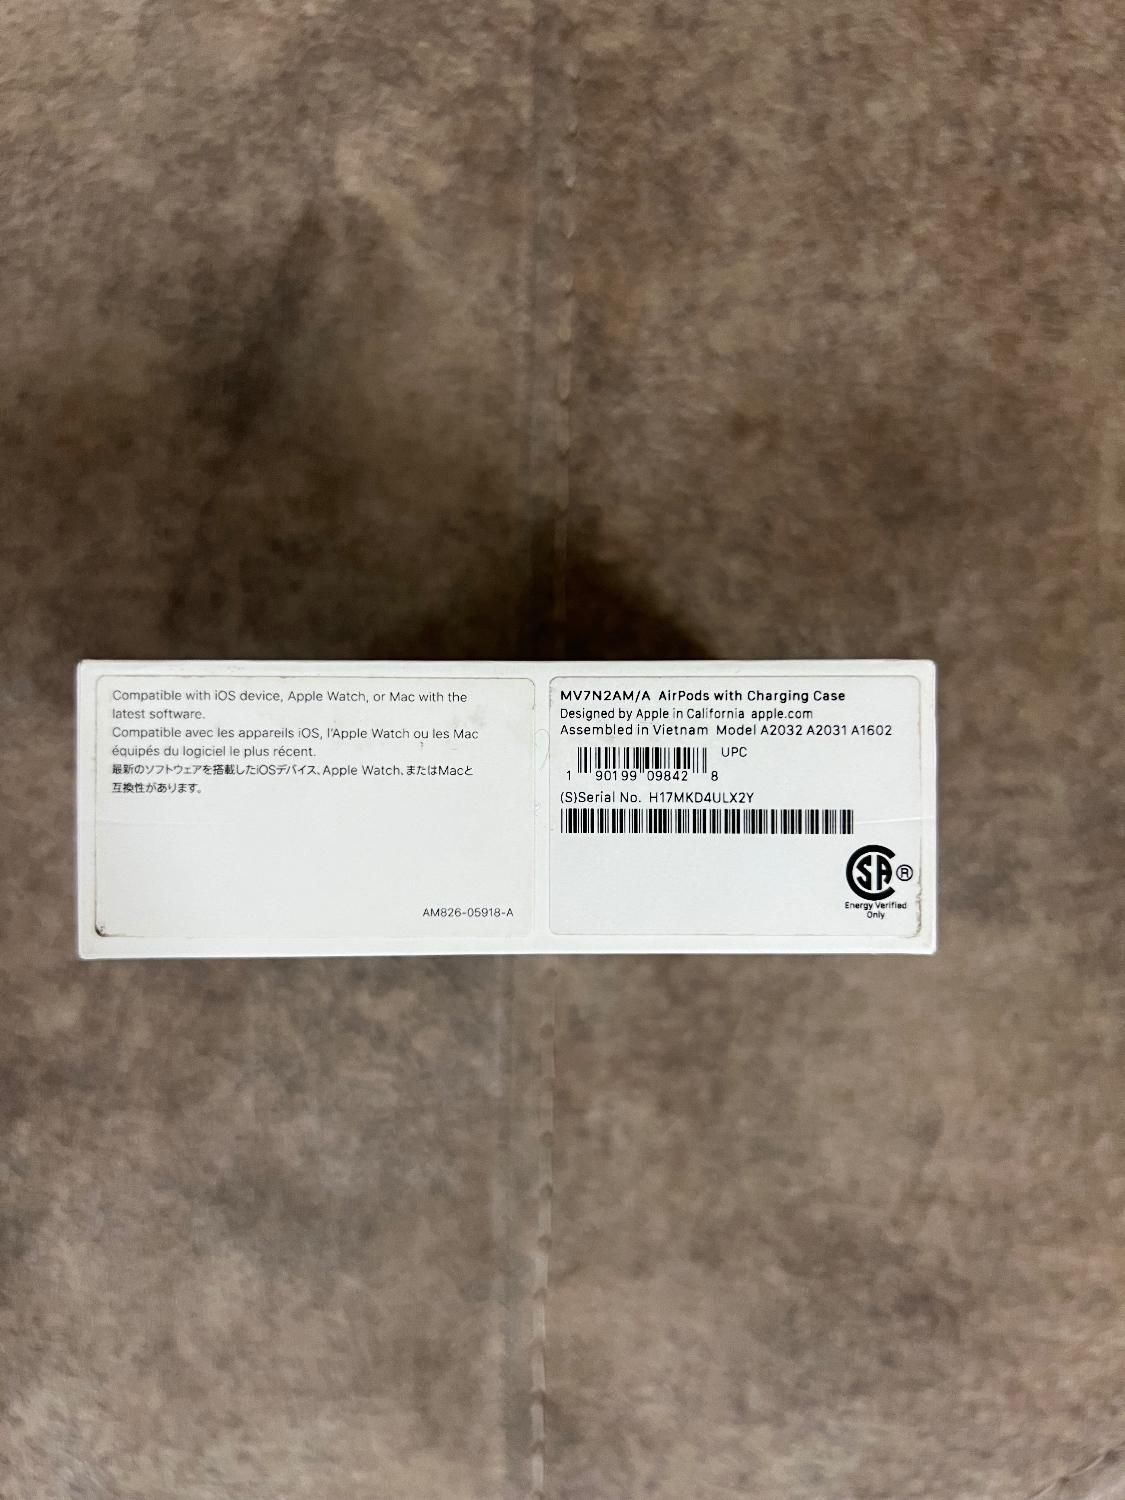 Compatible with iOS device, Apple Watch, or Mac with the
latest software.
Compatible avec les appareils iOS, l'Apple Watch ou les Mac
équipés du logiciel le plus récent.
最新のソフトウェアを搭載したiOSデバイス、Apple Watch、またはMacと
互換性があります。
AM826-05918-A
MV7N2AM/A AirPods with Charging Case
Designed by Apple in California apple.com
Assembled in Vietnam Model A2032 A2031 A1602
UPC
1 90199 09842 8
(S)Serial No. H17MKD4ULX2Y
SA ®
Energy Verified
Only